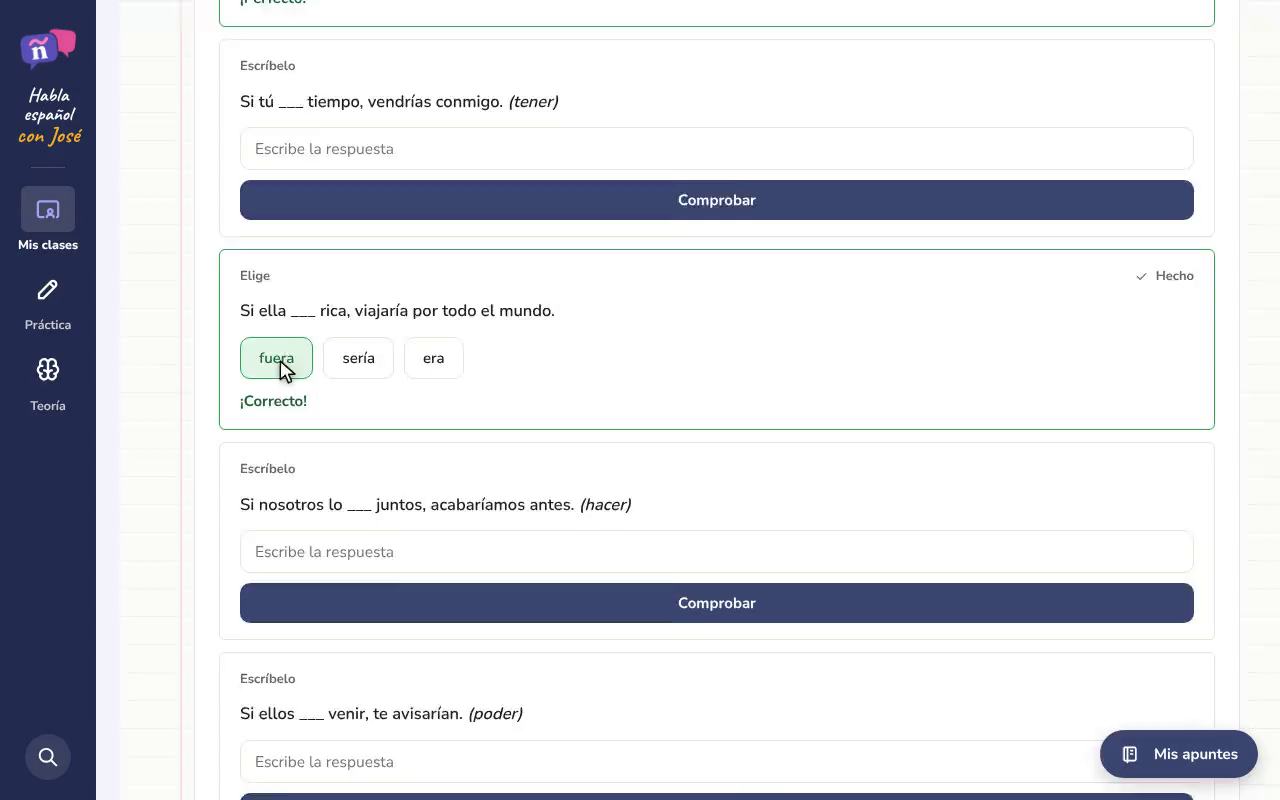 ¡Perfecto!
ñ
Habla
español
con José
Mis clases
Práctica
Teoría
Escríbelo
Si tú ___ tiempo, vendrías conmigo. (tener)
Escribe la respuesta
Comprobar
Elige
Hecho
Si ella ___ rica, viajaría por todo el mundo.
fuera
sería
era
¡Correcto!
Escríbelo
Si nosotros lo ___ juntos, acabaríamos antes. (hacer)
Escribe la respuesta
Comprobar
Escríbelo
Si ellos ___ venir, te avisarían. (poder)
Escribe la respuesta
Mis apuntes